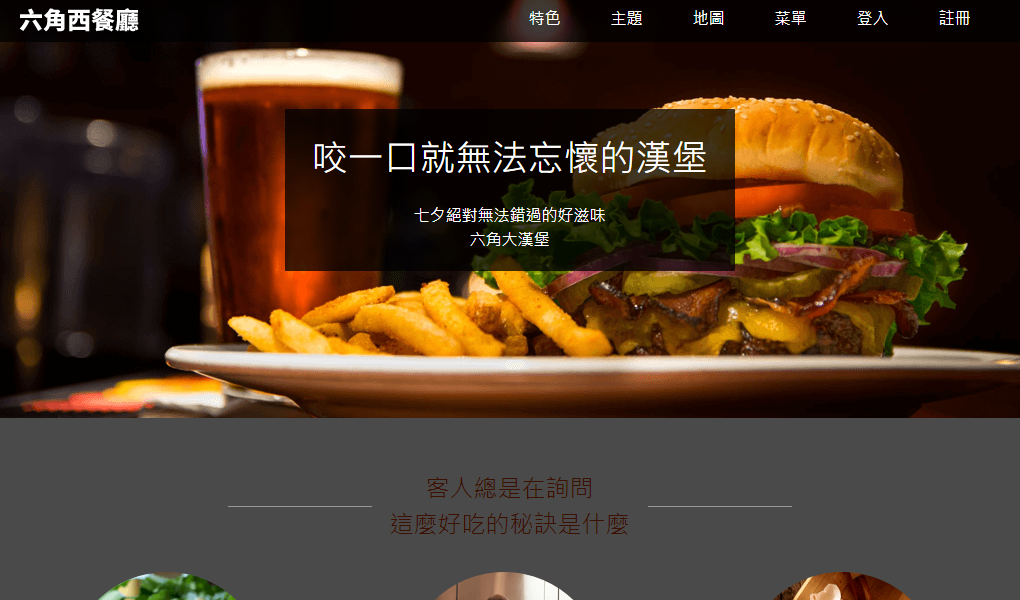 六角西餐廳
特色
主題
地圖
菜單
登入
註冊
咬一口就無法忘懷的漢堡
七夕絕對無法錯過的好滋味
六角大漢堡
客人總是在詢問
這麼好吃的秘訣是什麼